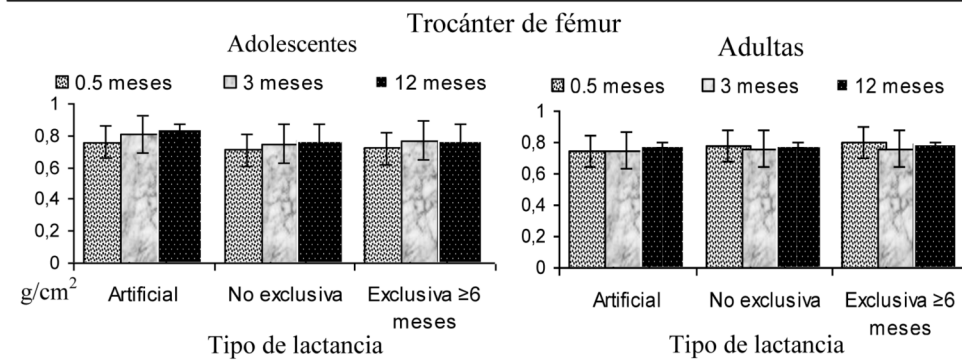 Trocánter de fémur
Adolescentes
0.5 meses 3 meses 12 meses
1
0,8
0,6
0,4
0,2
0
g/cm²
Artificial No exclusiva Exclusiva ≥6
meses
Tipo de lactancia
Adultas
0.5 meses 3 meses 12 meses
1
0,8
0,6
0,4
0,2
0
Artificial No exclusiva Exclusiva ≥6
meses
Tipo de lactancia